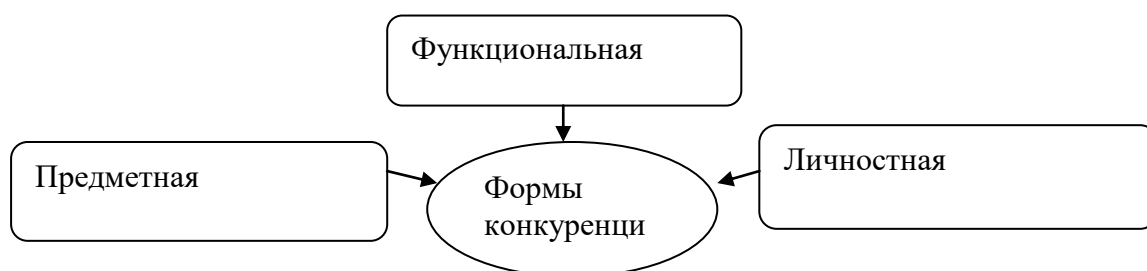 Функциональная
Предметная
Личностная
Формы
конкуренци